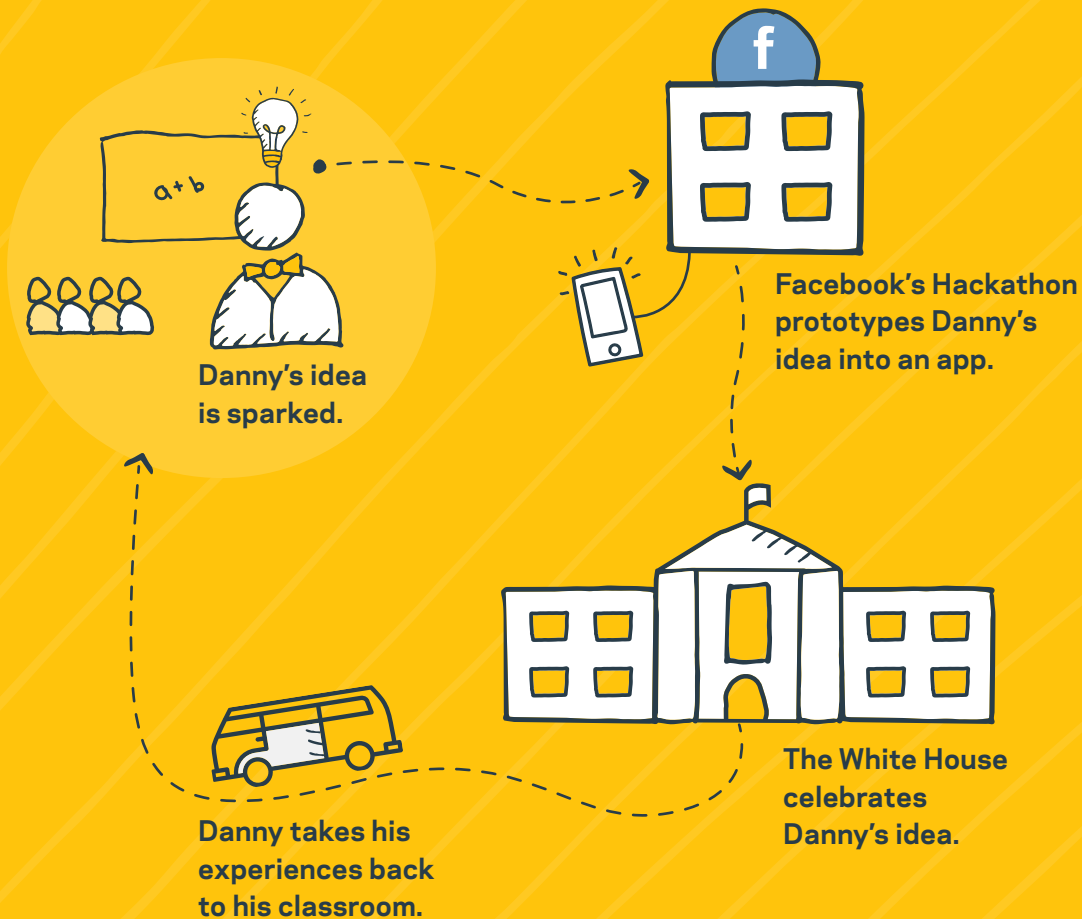 a+b
Danny's idea
is sparked.
f
Facebook's Hackathon
prototypes Danny's
idea into an app.
The White House
celebrates
Danny's idea.
Danny takes his
experiences back
to his classroom.